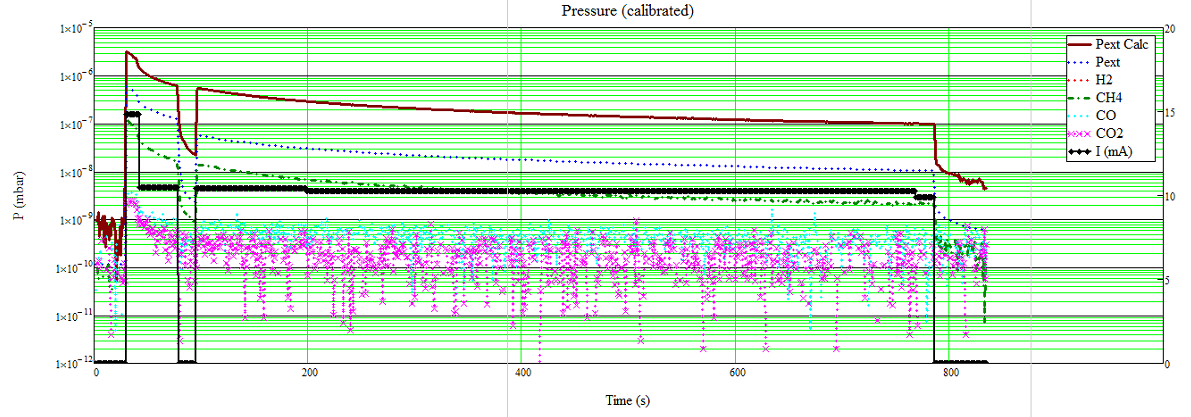 Pressure (calibrated)
1×10^-5
1×10^-6
1×10^-7
1×10^-8
1×10^-9
1×10^-10
1×10^-11
1×10^-12
P (mbar)
20
15
10
5
0
Pext Calc
Pext
H2
CH4
CO
CO2
I (mA)
0 200 400 600 800
Time (s)